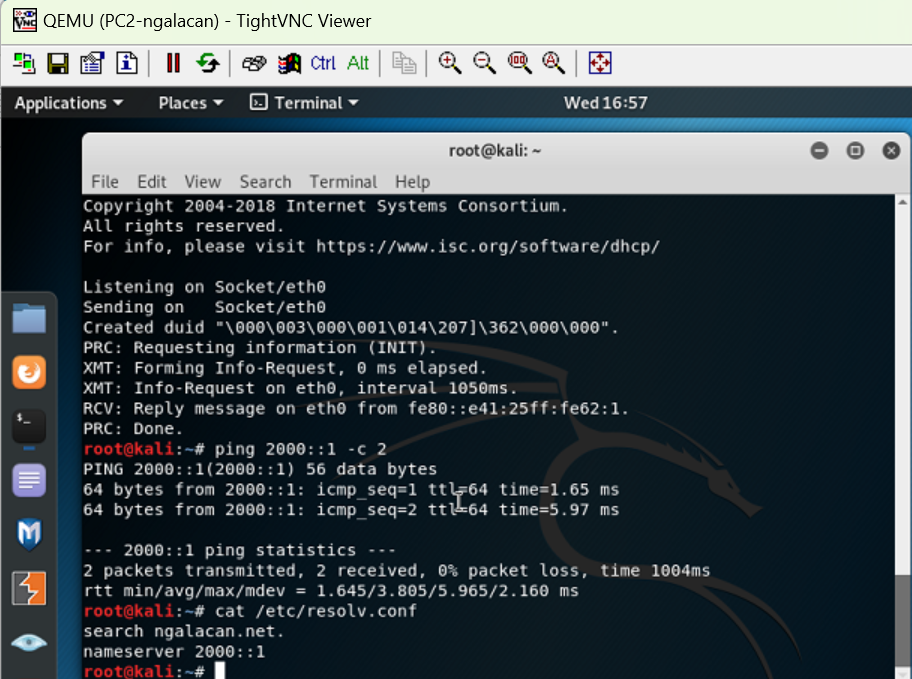 QEMU (PC2-ngalacan) - TightVNC Viewer
Ctrl Alt
Applications Places Terminal Wed 16:57
root@kali: ~
File Edit View Search Terminal Help
Copyright 2004-2018 Internet Systems Consortium.
All rights reserved.
For info, please visit https://www.isc.org/software/dhcp/
Listening on Socket/eth0
Sending on   Socket/eth0
Created duid "\000\003\000\001\014\207]\362\000\000".
PRC: Requesting information (INIT).
XMT: Forming Info-Request, 0 ms elapsed.
XMT: Info-Request on eth0, interval 1050ms.
RCV: Reply message on eth0 from fe80::e41:25ff:fe62:1.
PRC: Done.
root@kali:~# ping 2000::1 -c 2
PING 2000::1(2000::1) 56 data bytes
64 bytes from 2000::1: icmp_seq=1 ttl=64 time=1.65 ms
64 bytes from 2000::1: icmp_seq=2 ttl=64 time=5.97 ms
--- 2000::1 ping statistics ---
2 packets transmitted, 2 received, 0% packet loss, time 1004ms
rtt min/avg/max/mdev = 1.645/3.805/5.965/2.160 ms
root@kali:~# cat /etc/resolv.conf
search ngalacan.net.
nameserver 2000::1
root@kali:~#